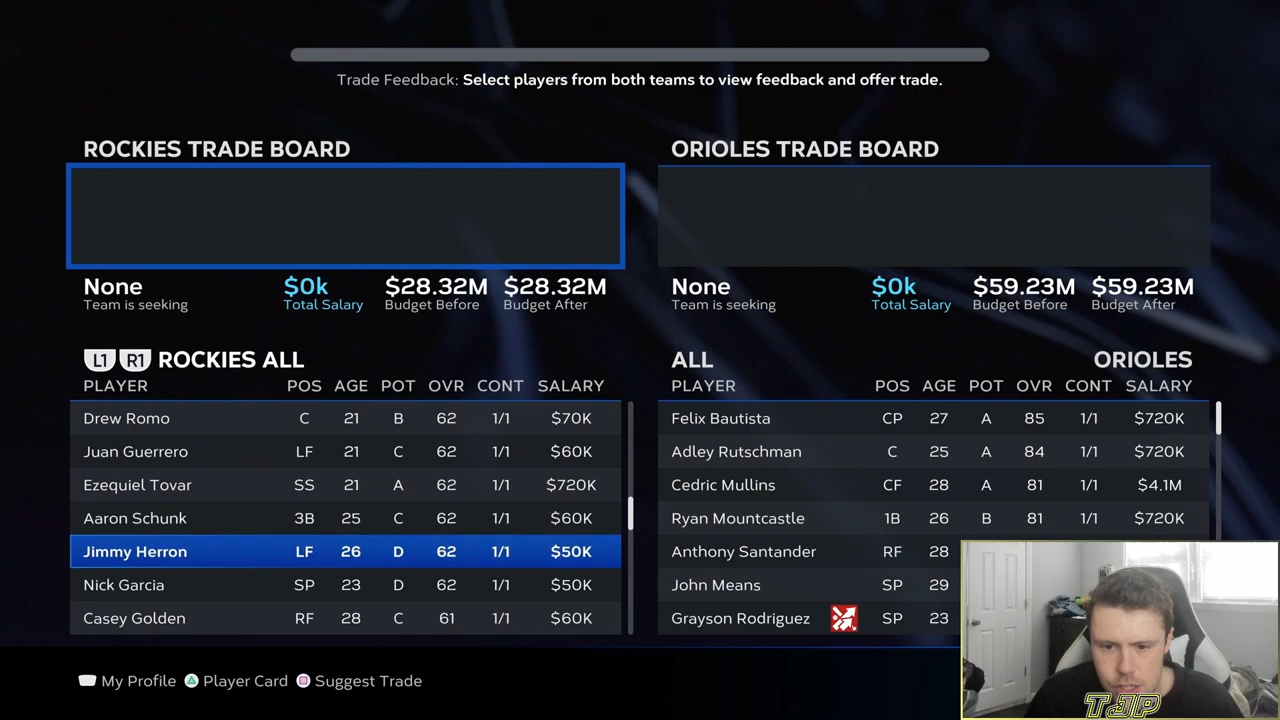 Trade Feedback: Select players from both teams to view feedback and offer trade.
ROCKIES TRADE BOARD
ORIOLES TRADE BOARD
None $0k $28.32M $28.32M
Team is seeking Total Salary Budget Before Budget After
None $0k $59.23M $59.23M
Team is seeking Total Salary Budget Before Budget After
L1 R1 ROCKIES ALL
PLAYER POS AGE POT OVR CONT SALARY
Drew Romo C 21 B 62 1/1 $70K
Juan Guerrero LF 21 C 62 1/1 $60K
Ezequiel Tovar SS 21 A 62 1/1 $720K
Aaron Schunk 3B 25 C 62 1/1 $60K
Jimmy Herron LF 26 D 62 1/1 $50K
Nick Garcia SP 23 D 62 1/1 $50K
Casey Golden RF 28 C 61 1/1 $60K
ALL ORIOLES
PLAYER POS AGE POT OVR CONT SALARY
Felix Bautista CP 27 A 85 1/1 $720K
Adley Rutschman C 25 A 84 1/1 $720K
Cedric Mullins CF 28 A 81 1/1 $4.1M
Ryan Mountcastle 1B 26 B 81 1/1 $720K
Anthony Santander RF 28
John Means SP 29
Grayson Rodriguez SP 23
My Profile Player Card Suggest Trade
TJP